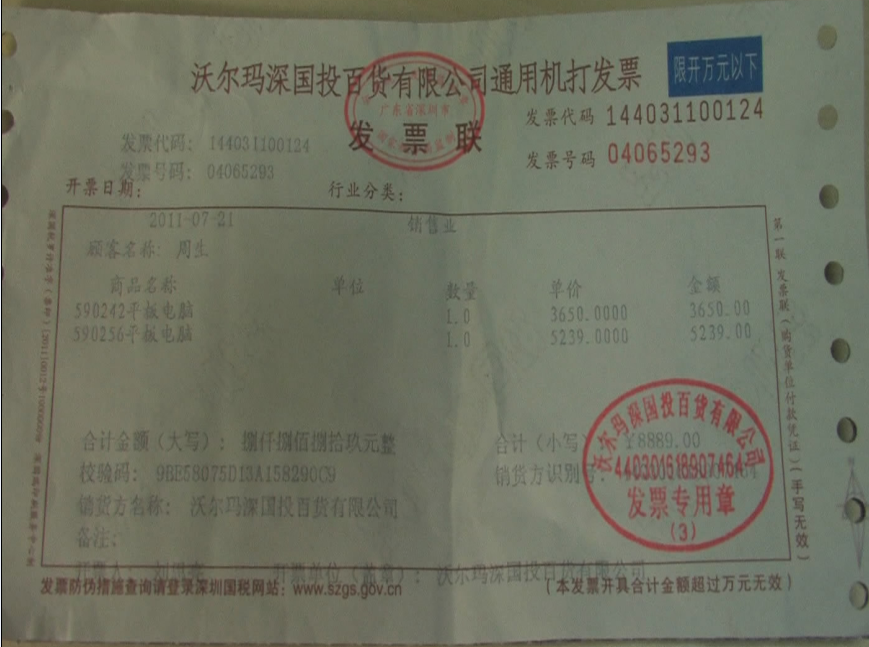 沃尔玛深国投百货有限公司通用机打发票
限开万元以下
广东省深圳市
发票联
发票代码 144031100124
发票号码 04065293
发票代码: 144031100124
发票号码: 04065293
开票日期: 行业分类:
2011-07-21 销售业
顾客名称: 周生
商品名称 单位 数量 单价 金额
590242平板电脑 1.0 3650.0000 3650.00
590256平板电脑 1.0 5239.0000 5239.00
合计金额(大写): 捌仟捌佰捌拾玖元整 合计(小写) ¥8889.00
校验码: 9BE58075D13A158290C9 销货方识别号:
销货方名称: 沃尔玛深国投百货有限公司
备注:
开票人: 开票单位(盖章): 沃尔玛深国投百货有限公司
发票防伪措施查询请登录深圳国税网站: www.szgs.gov.cn (本发票开具合计金额超过万元无效)
第一联 发票联(购货单位付款凭证)(手写无效)
沃尔玛深国投百货有限公司
440301618907464
发票专用章
(3)